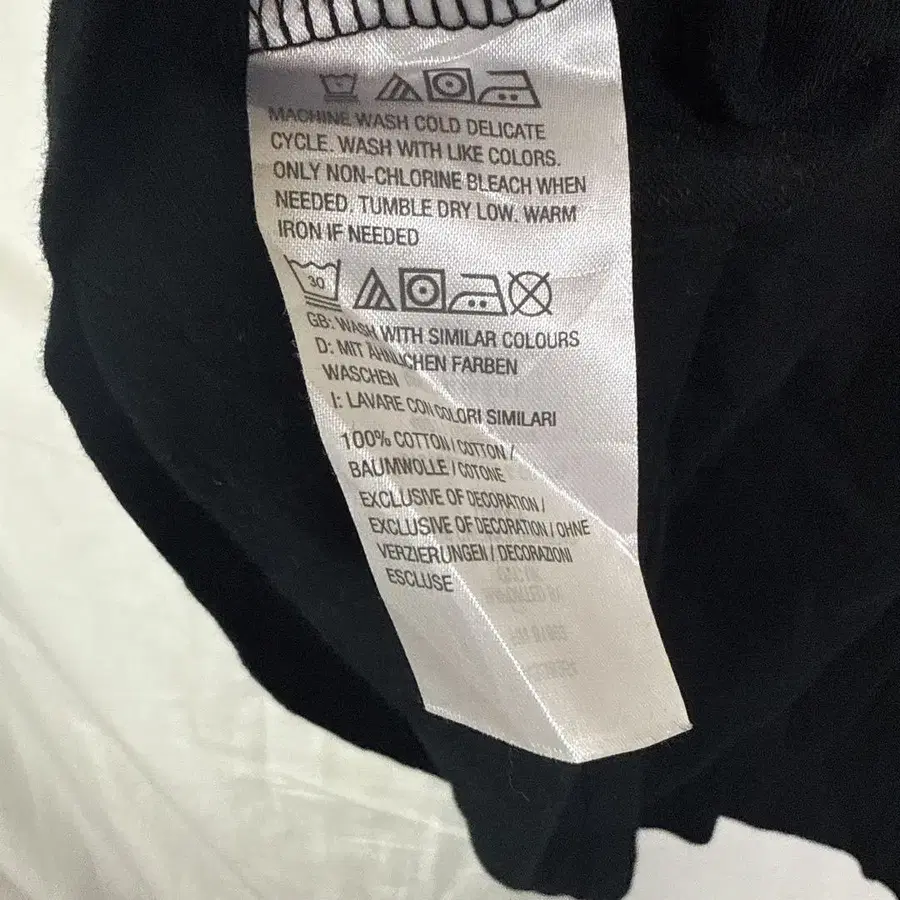 MACHINE WASH COLD DELICATE
CYCLE. WASH WITH LIKE COLORS.
ONLY NON-CHLORINE BLEACH WHEN
NEEDED. TUMBLE DRY LOW. WARM
IRON IF NEEDED
30
GB: WASH WITH SIMILAR COLOURS
D: MIT ÄHNLICHEN FARBEN
WASCHEN
I: LAVARE CON COLORI SIMILARI
100% COTTON / COTTON /
BAUMWOLLE / COTONE
EXCLUSIVE OF DECORATION /
EXCLUSIVE OF DECORATION / OHNE
VERZIERUNGEN / DECORAZIONI
ESCLUSE